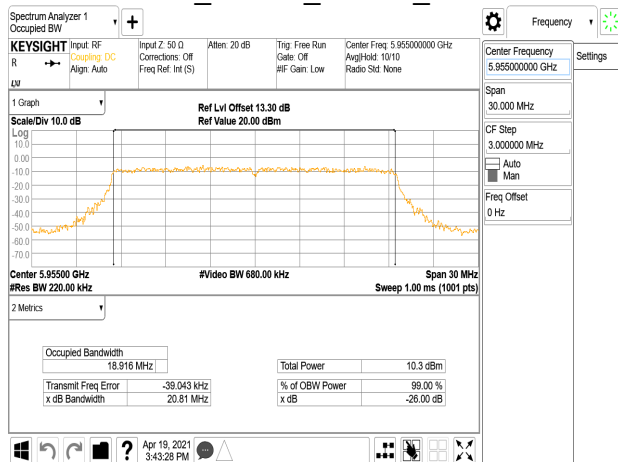 Spectrum Analyzer 1
Occupied BW
Frequency
KEYSIGHT
R
Input: RF
Coupling: DC
Align: Auto
Input Z: 50 Ω
Corrections: Off
Freq Ref: Int (S)
Atten: 20 dB
Trig: Free Run
Gate: Off
#IF Gain: Low
Center Freq: 5.955000000 GHz
Avg|Hold: 10/10
Radio Std: None
1 Graph
Scale/Div 10.0 dB
Ref Lvl Offset 13.30 dB
Ref Value 20.00 dBm
Log
10.0
0.00
-10.0
-20.0
-30.0
-40.0
-50.0
-60.0
-70.0
Center 5.95500 GHz
#Video BW 680.00 kHz
Span 30 MHz
#Res BW 220.00 kHz
Sweep 1.00 ms (1001 pts)
2 Metrics
Occupied Bandwidth
18.916 MHz
Transmit Freq Error -39.043 kHz
x dB Bandwidth 20.81 MHz
Total Power 10.3 dBm
% of OBW Power 99.00 %
x dB -26.00 dB
Apr 19, 2021
3:43:28 PM
Center Frequency
5.955000000 GHz
Settings
Span
30.000 MHz
CF Step
3.000000 MHz
Auto
Man
Freq Offset
0 Hz